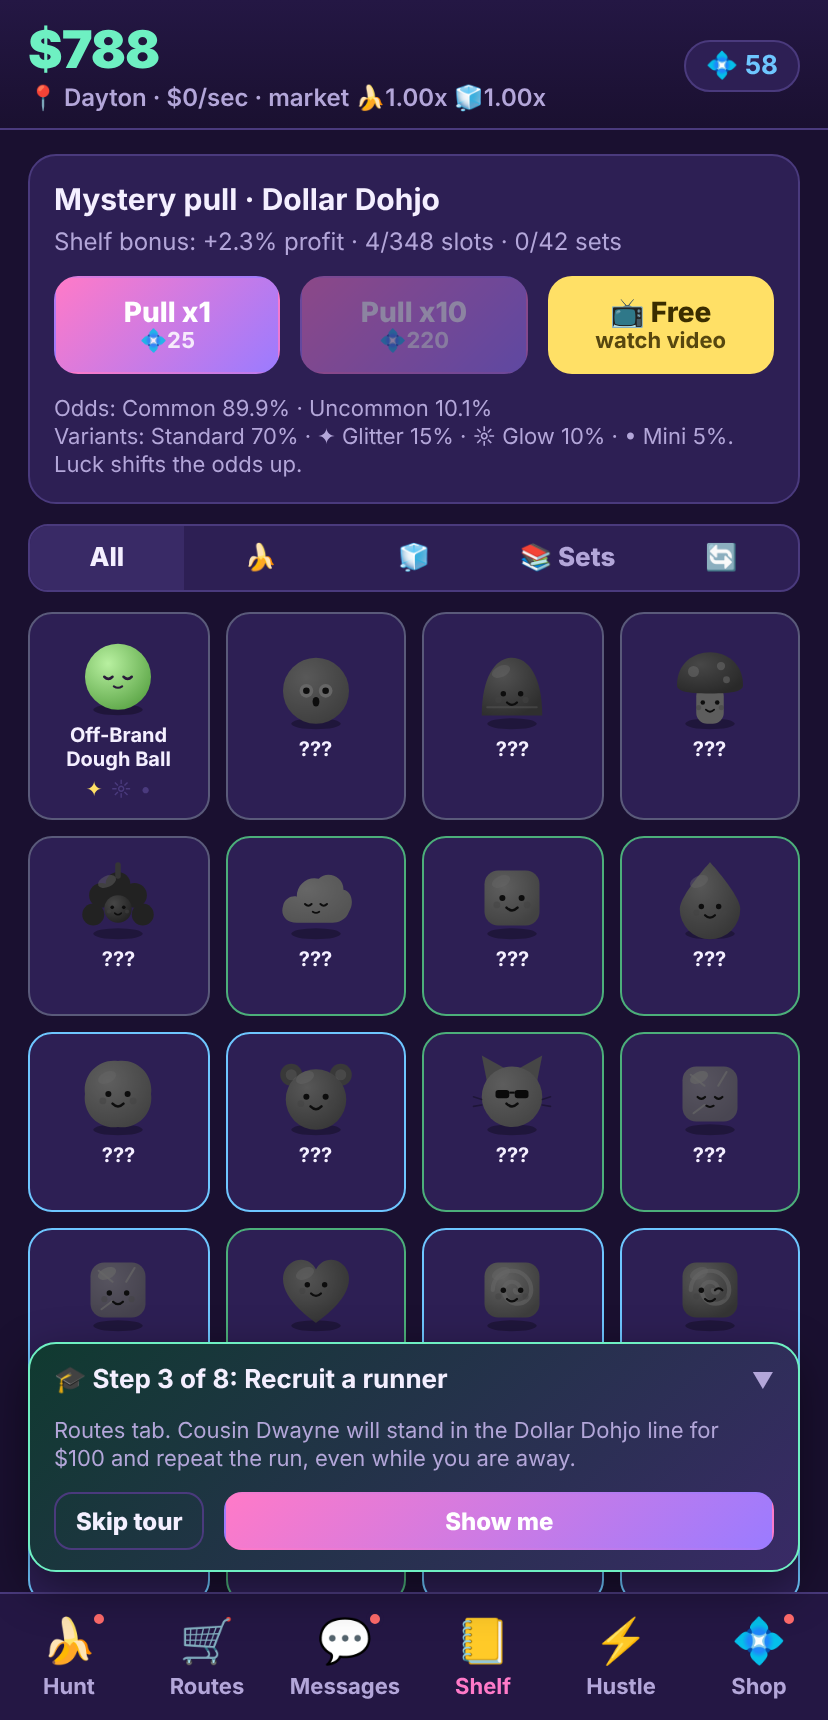 $788
💠 58
📍 Dayton · $0/sec · market 🍌1.00x 🧊1.00x
Mystery pull · Dollar Dohjo
Shelf bonus: +2.3% profit · 4/348 slots · 0/42 sets
Pull x1
💠25
Pull x10
💠220
📺 Free
watch video
Odds: Common 89.9% · Uncommon 10.1%
Variants: Standard 70% · ✦ Glitter 15% · ☼ Glow 10% · • Mini 5%.
Luck shifts the odds up.
All
🍌
🧊
📚 Sets
🔄
Off-Brand
Dough Ball
✦ ☼ •
???
???
???
???
???
???
???
???
???
???
???
🎓 Step 3 of 8: Recruit a runner
▼
Routes tab. Cousin Dwayne will stand in the Dollar Dohjo line for
$100 and repeat the run, even while you are away.
Skip tour
Show me
Hunt
Routes
Messages
Shelf
Hustle
Shop